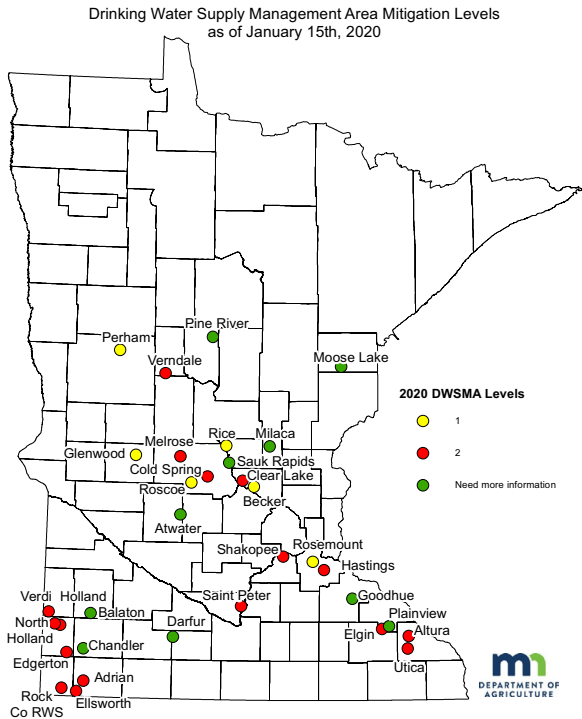 Drinking Water Supply Management Area Mitigation Levels
as of January 15th, 2020
Pine River
Perham
Verndale
Moose Lake
2020 DWSMA Levels
1
2
Need more information
Rice
Milaca
Melrose
Glenwood
Sauk Rapids
Cold Spring
Clear Lake
Roscoe
Becker
Atwater
Shakopee
Rosemount
Hastings
Saint Peter
Goodhue
Verdi
Holland
Balaton
Plainview
North
Holland
Darfur
Elgin
Altura
Chandler
Edgerton
Utica
Adrian
Rock
Co RWS
Ellsworth
mn
DEPARTMENT OF
AGRICULTURE